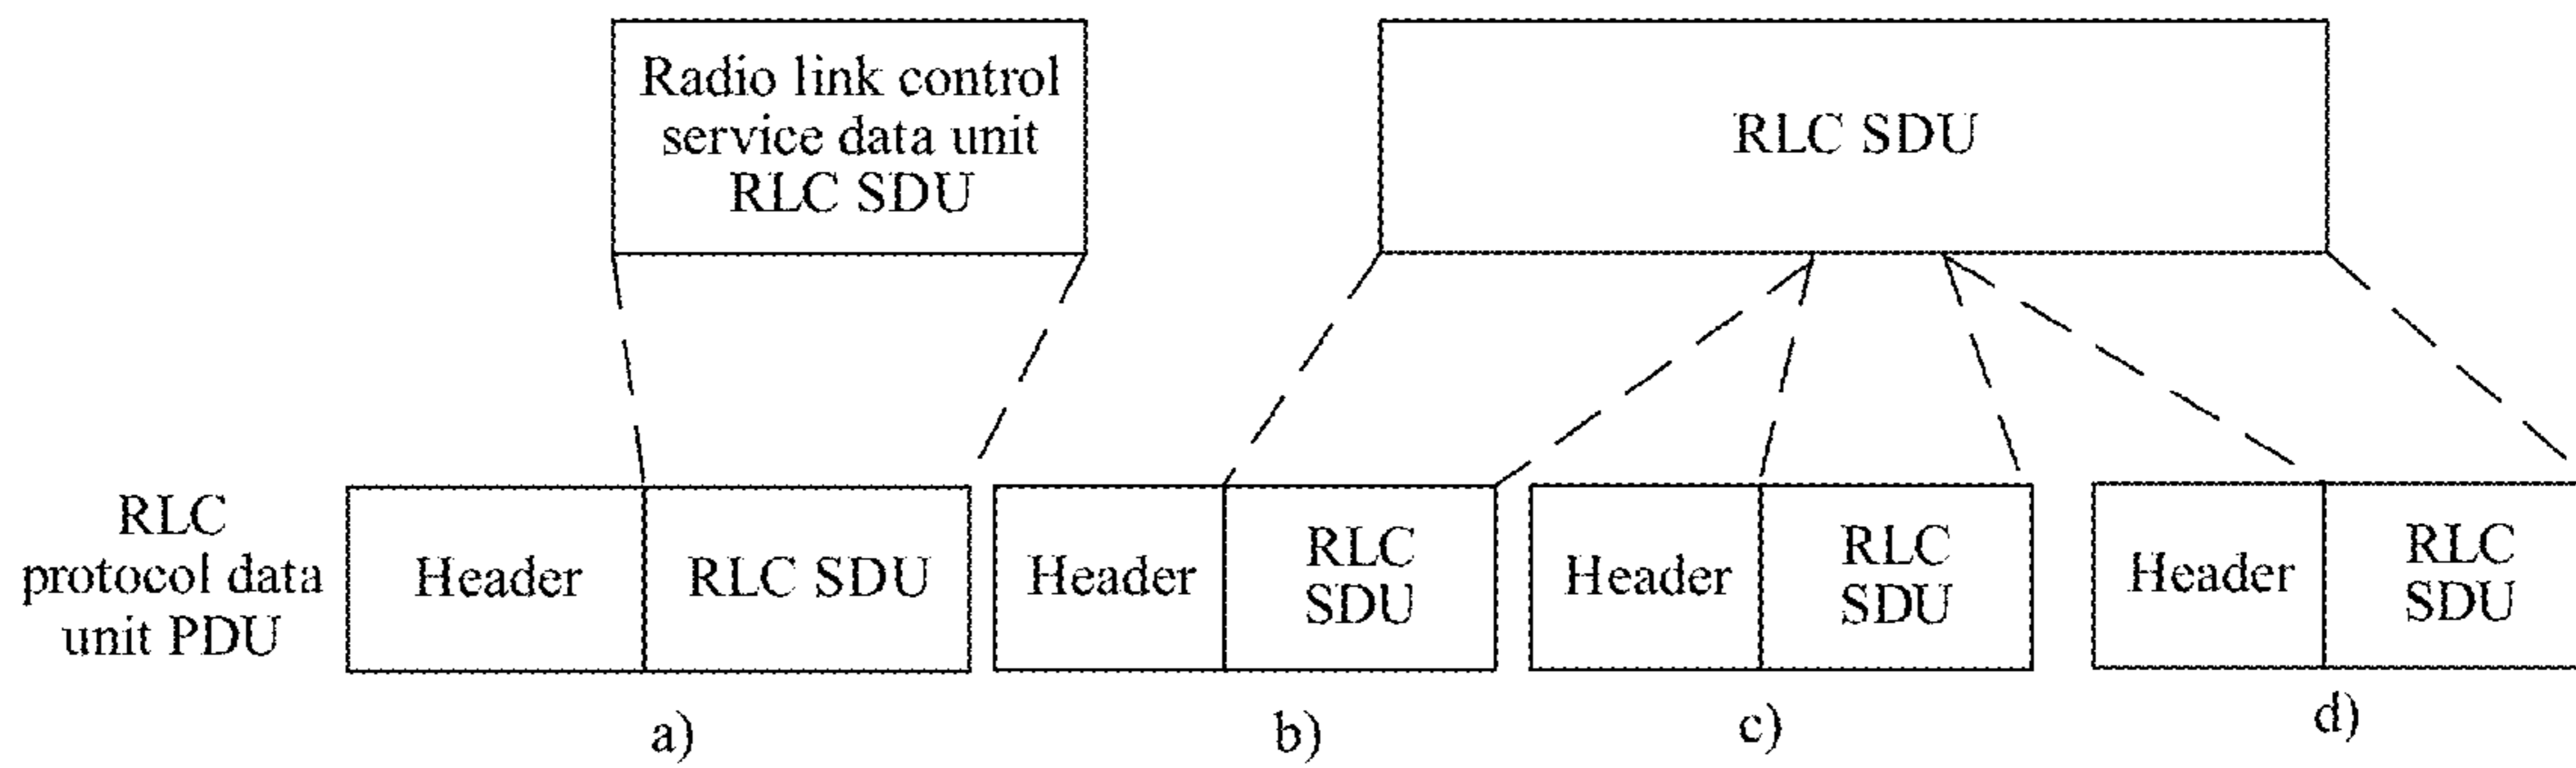 Radio link control
service data unit
RLC SDU
RLC SDU
RLC
protocol data
unit PDU
Header
RLC SDU
Header
RLC
SDU
Header
RLC
SDU
Header
RLC
SDU
a)
b)
c)
d)